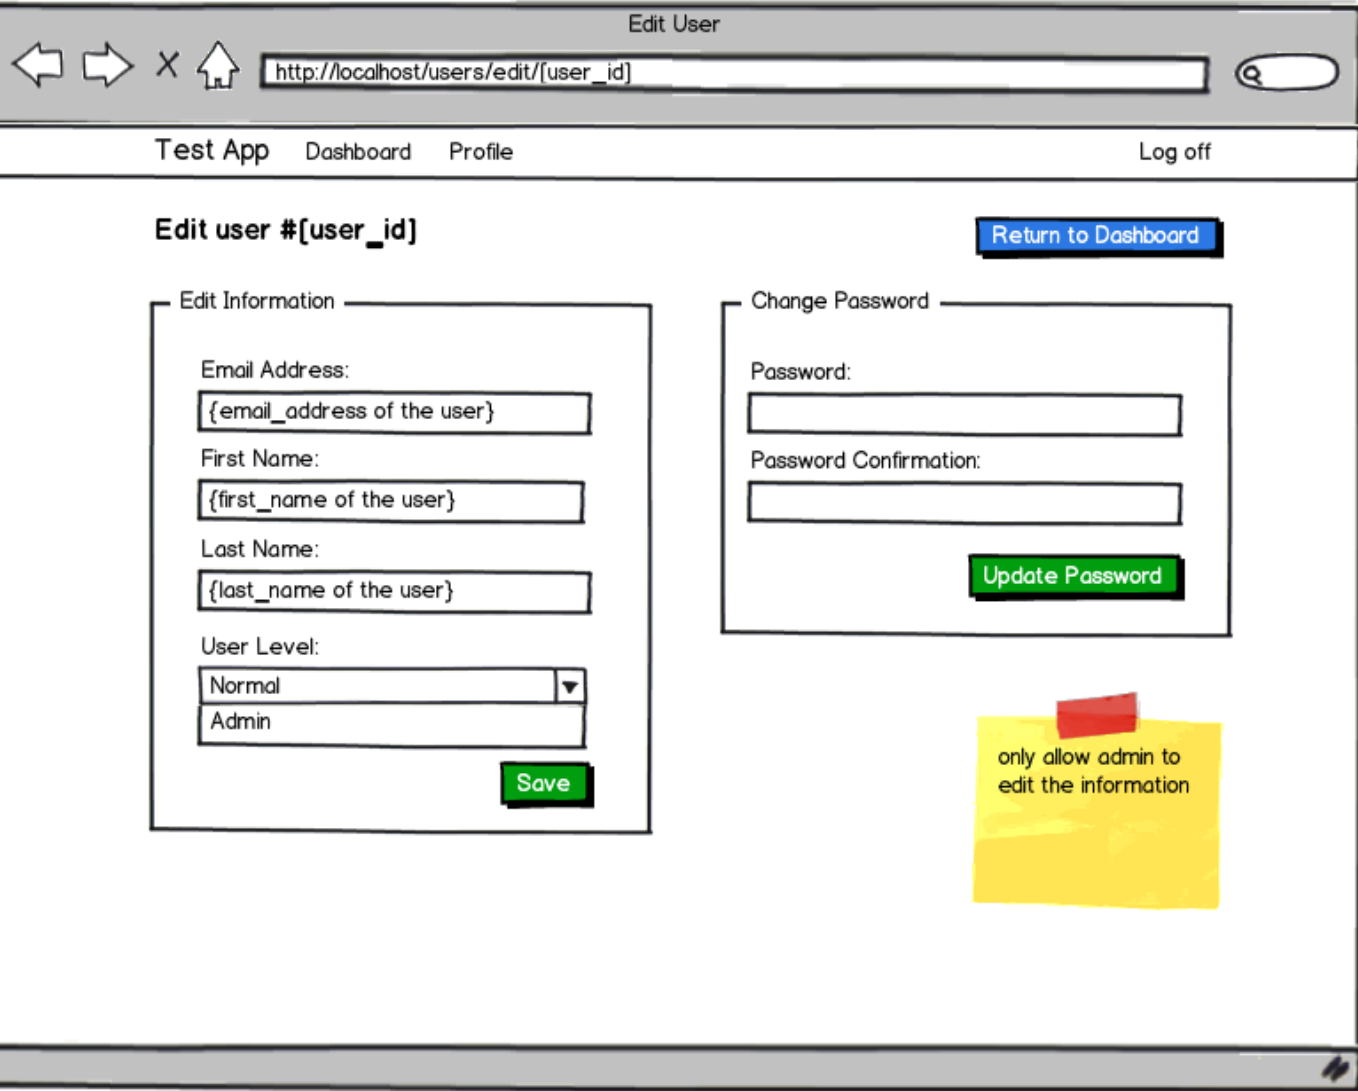 Edit User
http://localhost/users/edit/[user_id]
Test App Dashboard Profile Log off
Edit user #[user_id]
Return to Dashboard
Edit Information
Email Address:
{email_address of the user}
First Name:
{first_name of the user}
Last Name:
{last_name of the user}
User Level:
Normal
Admin
Save
Change Password
Password:
Password Confirmation:
Update Password
only allow admin to
edit the information